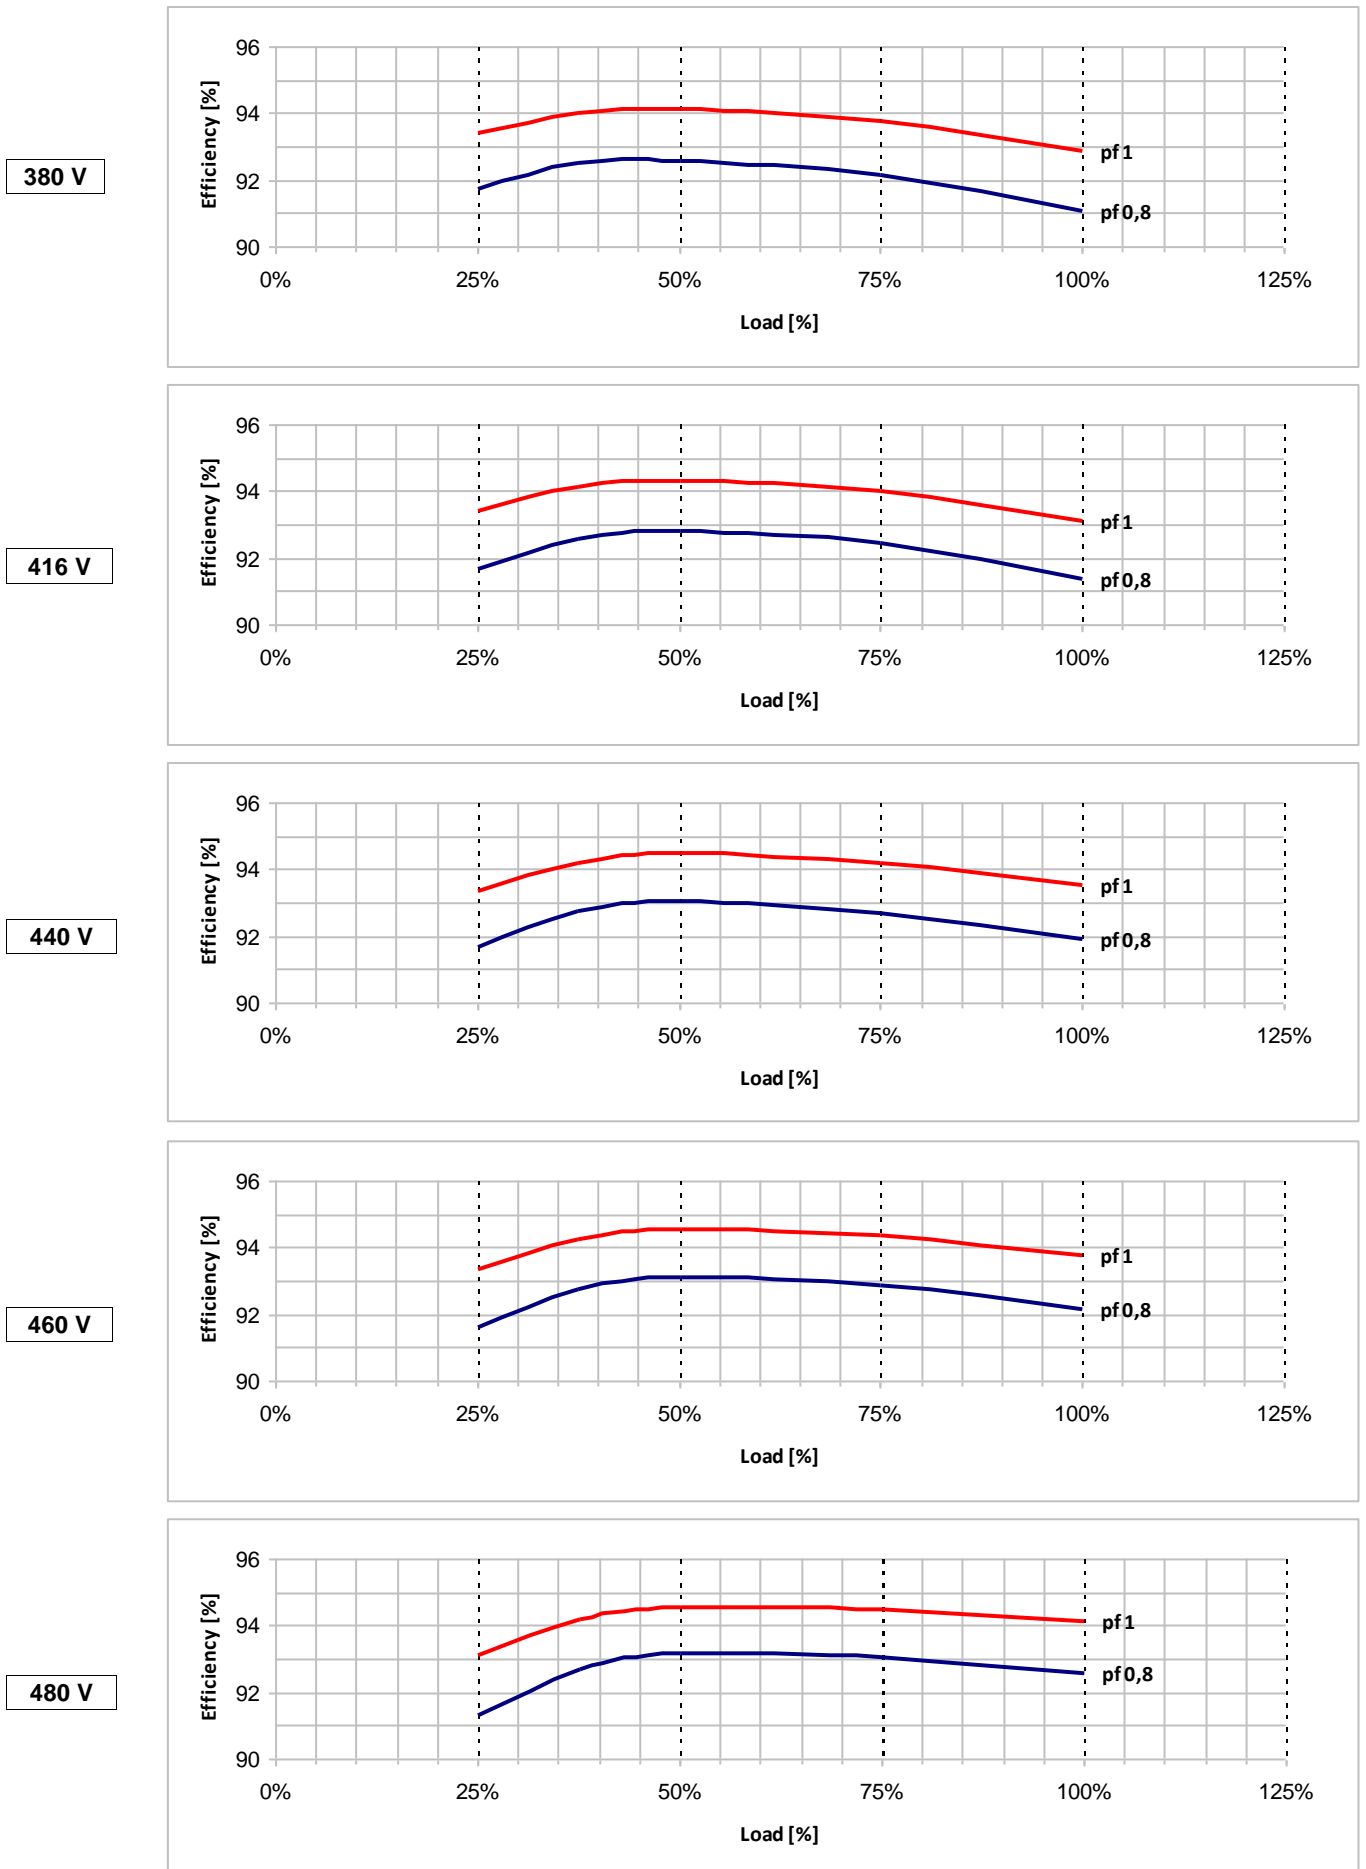 380 V
Efficiency [%]
96
94
92
90
pf 1
pf 0,8
0% 25% 50% 75% 100% 125%
Load [%]
416 V
Efficiency [%]
96
94
92
90
pf 1
pf 0,8
0% 25% 50% 75% 100% 125%
Load [%]
440 V
Efficiency [%]
96
94
92
90
pf 1
pf 0,8
0% 25% 50% 75% 100% 125%
Load [%]
460 V
Efficiency [%]
96
94
92
90
pf 1
pf 0,8
0% 25% 50% 75% 100% 125%
Load [%]
480 V
Efficiency [%]
96
94
92
90
pf 1
pf 0,8
0% 25% 50% 75% 100% 125%
Load [%]